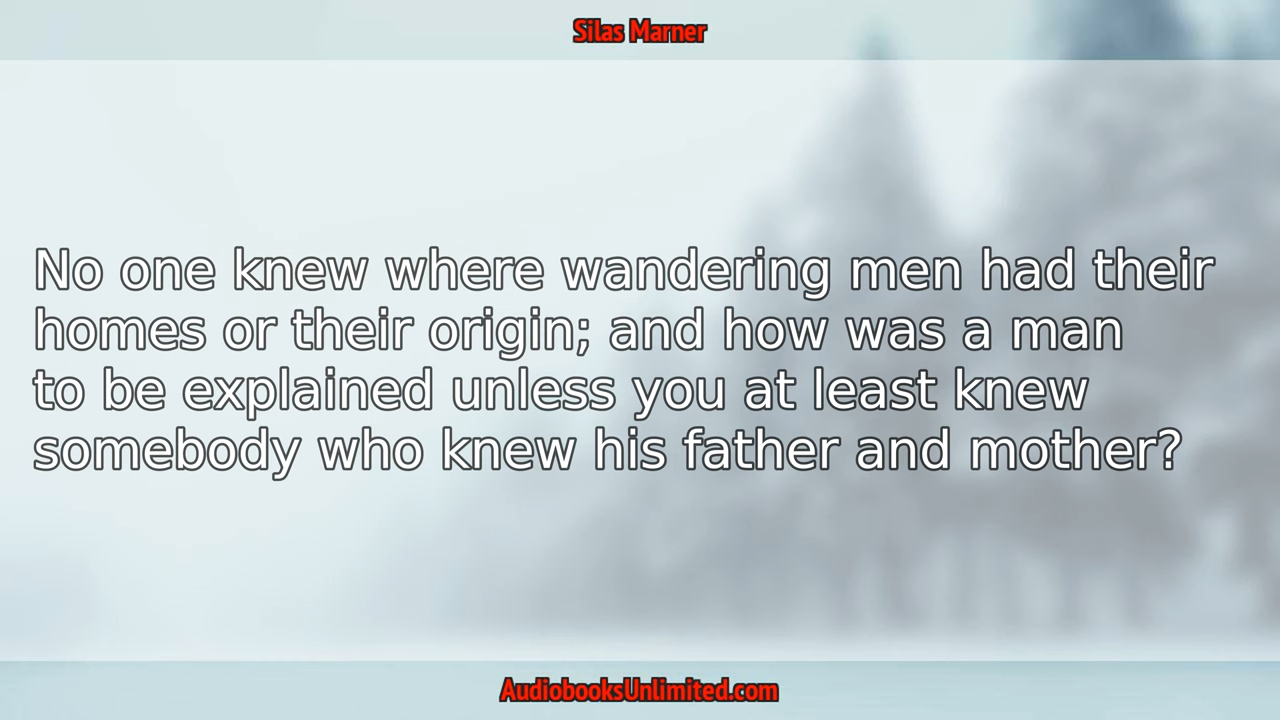 Silas Marner
No one knew where wandering men had their
homes or their origin; and how was a man
to be explained unless you at least knew
somebody who knew his father and mother?
AudiobooksUnlimited.com